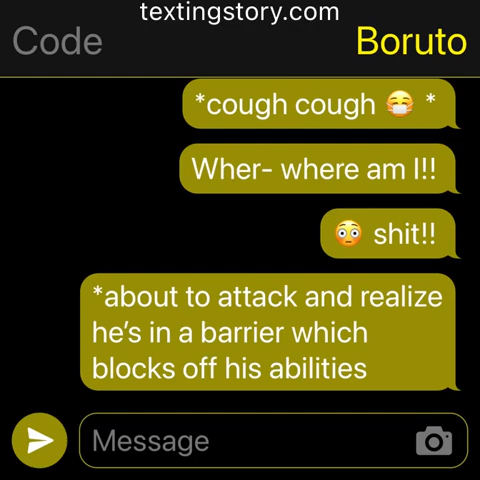 textingstory.com
Code
Boruto
*cough cough 😷 *
Wher- where am I!!
😳 shit!!
*about to attack and realize
he's in a barrier which
blocks off his abilities
Message